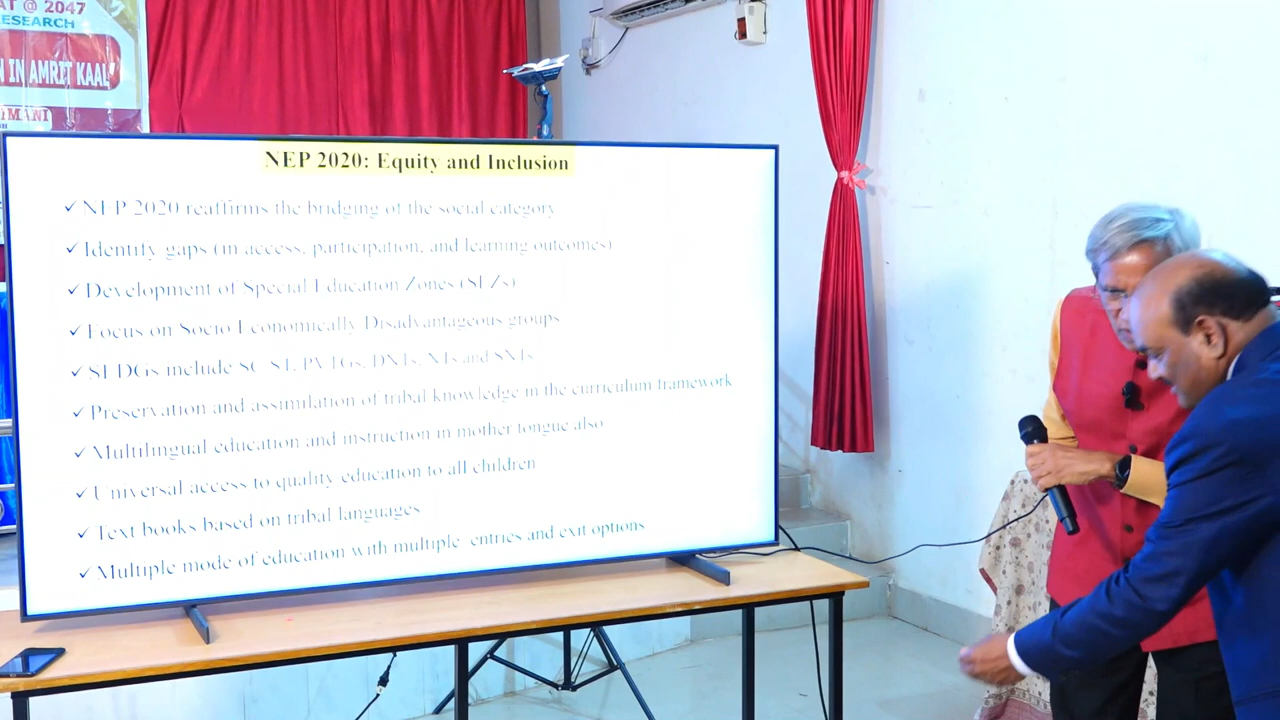 AT @ 2047
RESEARCH
N IN AMRIT KAAL
NEP 2020: Equity and Inclusion
✓ NEP 2020 reaffirms the bridging of the social category
✓ Identify gaps (in access, participation, and learning outcomes)
✓ Development of Special Education Zones (SEZs)
✓ Focus on Socio Economically Disadvantageous groups
✓ SEDGs include SC, ST, PVTGs, DNTs, NTs and SNTs
✓ Preservation and assimilation of tribal knowledge in the curriculum framework
✓ Multilingual education and instruction in mother tongue also
✓ Universal access to quality education to all children
✓ Text books based on tribal languages
✓ Multiple mode of education with multiple entries and exit options